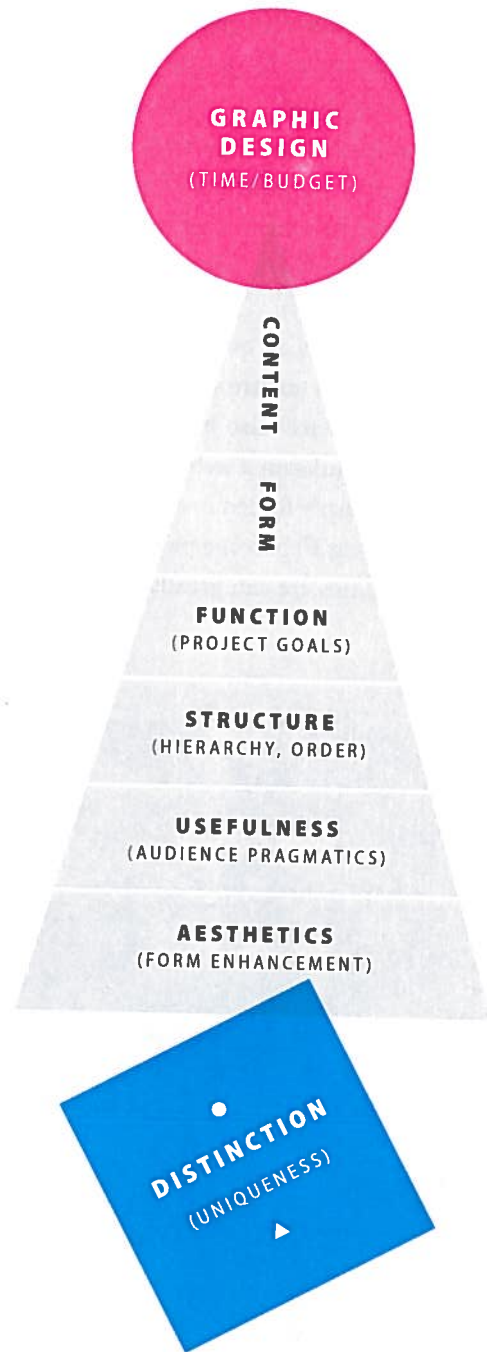 GRAPHIC
DESIGN
(TIME/BUDGET)
CONTENT
FORM
FUNCTION
(PROJECT GOALS)
STRUCTURE
(HIERARCHY, ORDER)
USEFULNESS
(AUDIENCE PRAGMATICS)
AESTHETICS
(FORM ENHANCEMENT)
DISTINCTION
(UNIQUENESS)